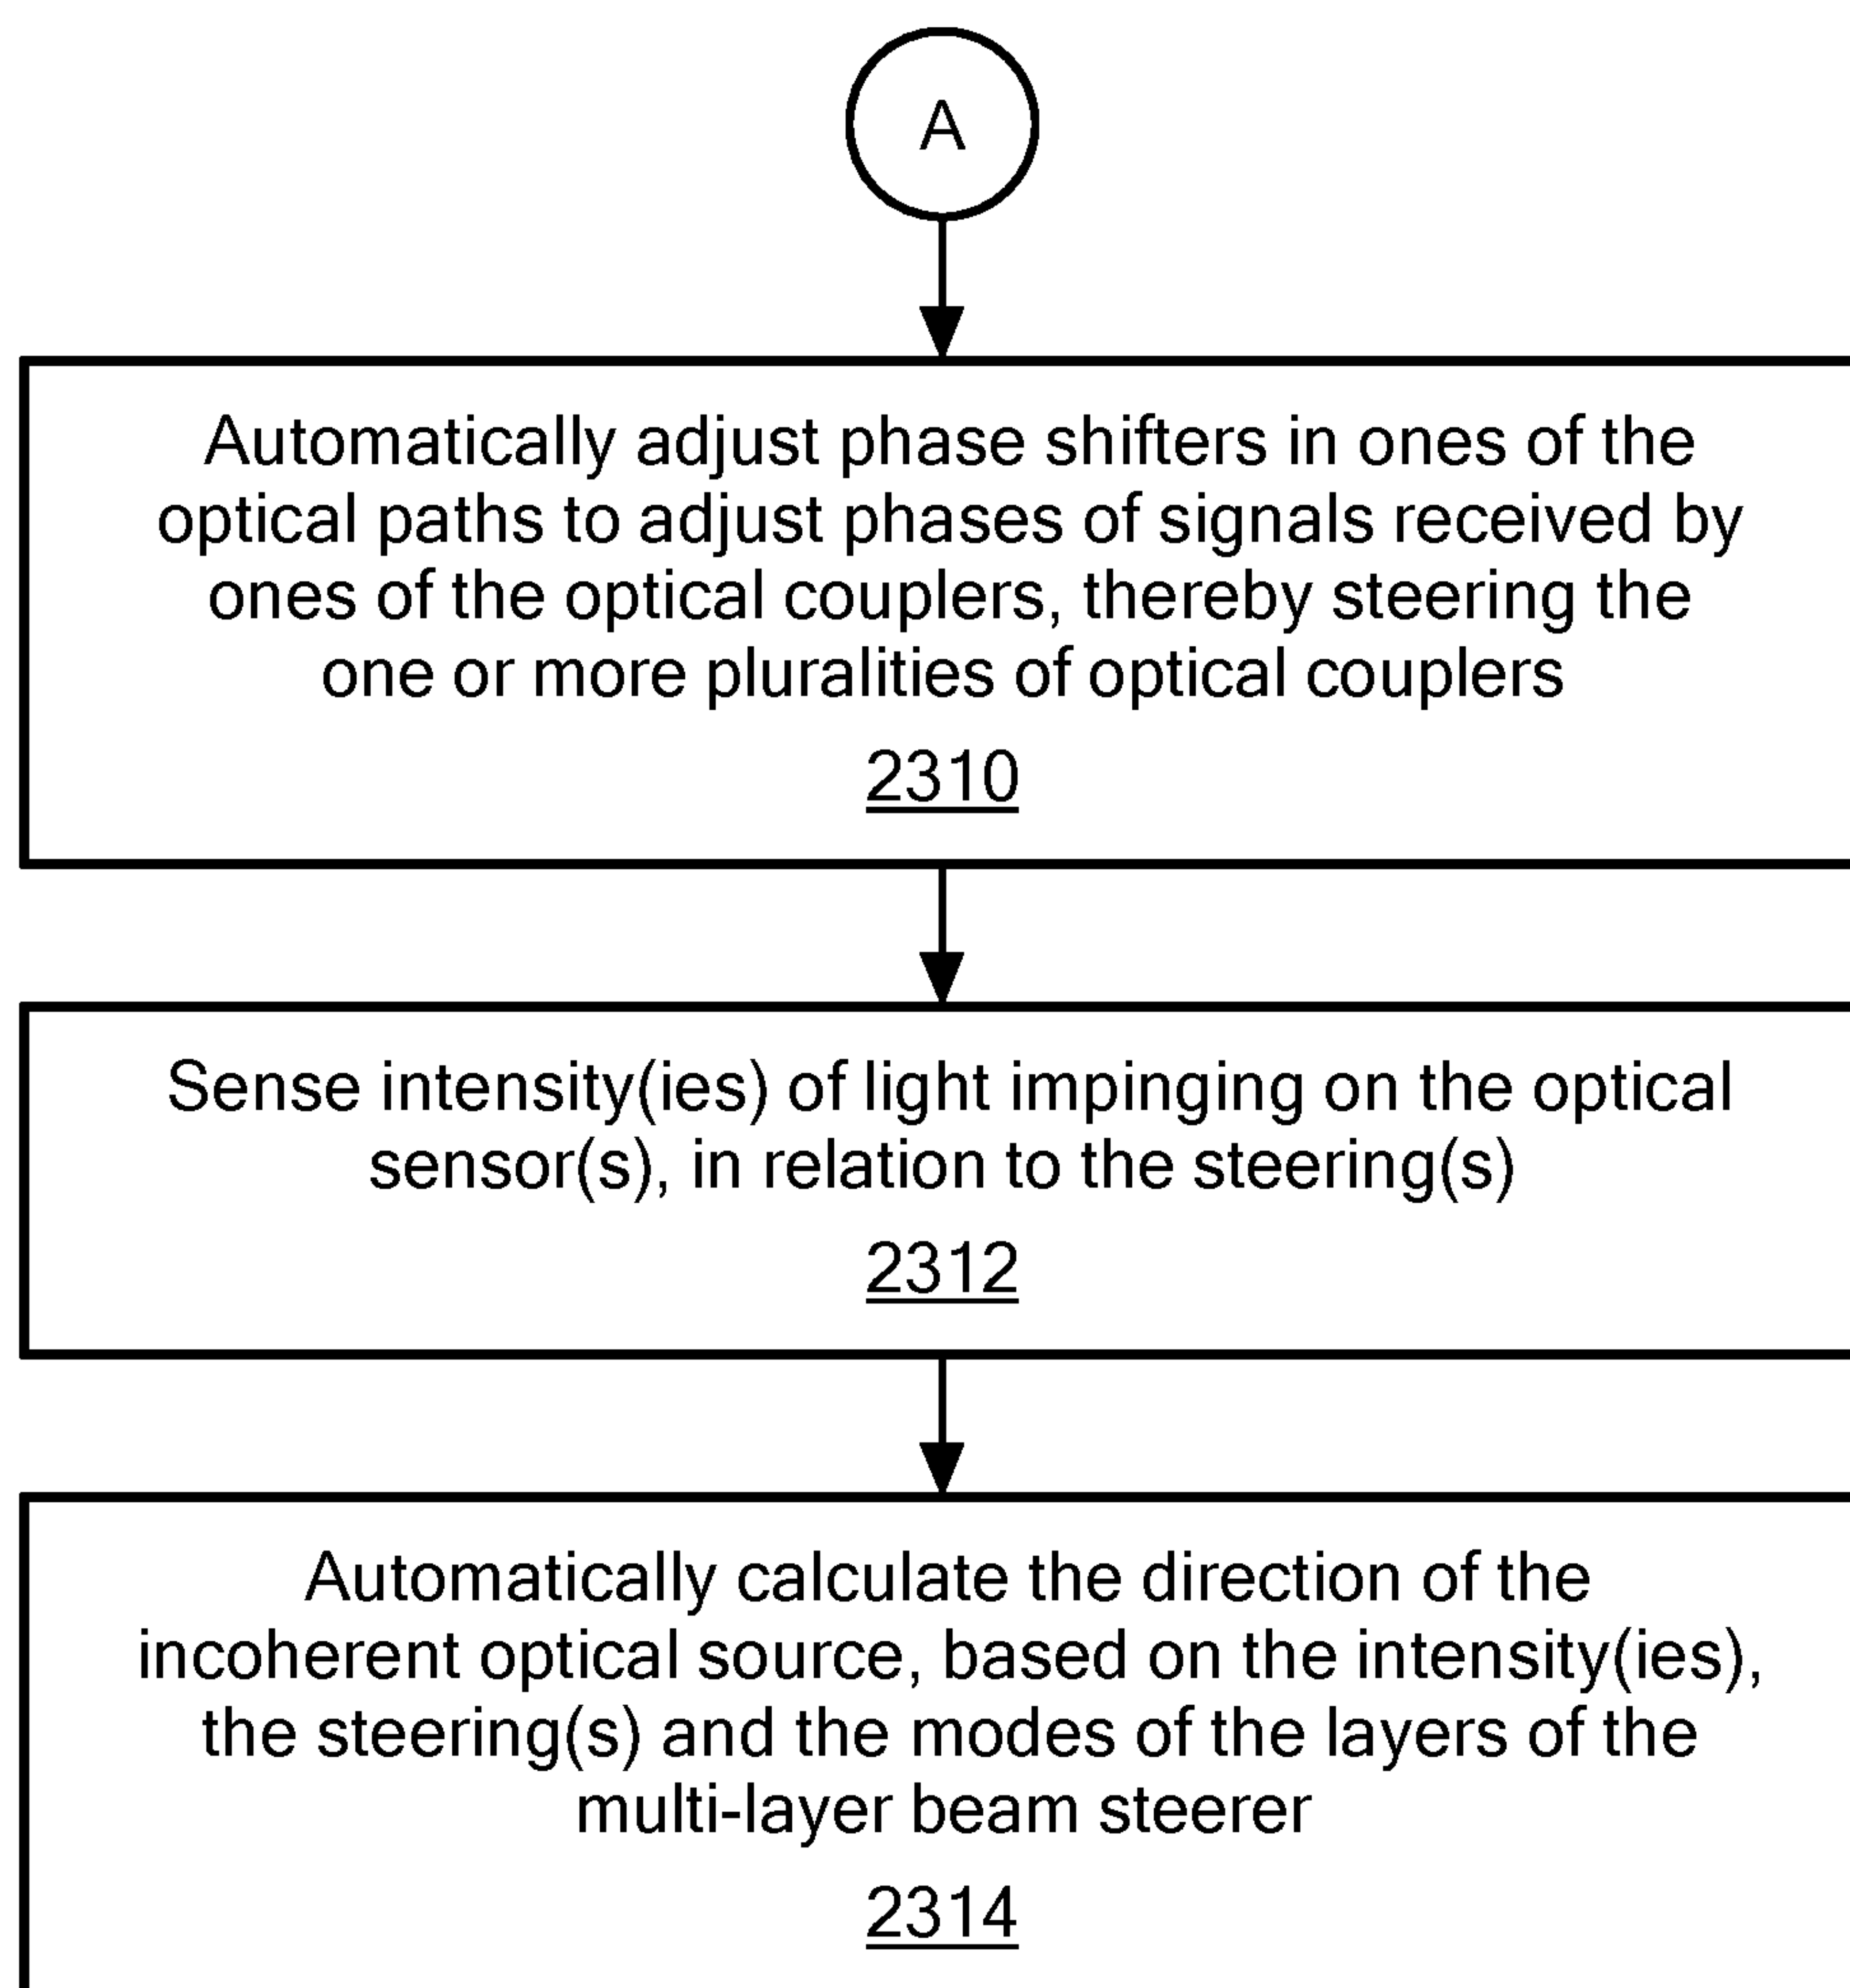 A
Automatically adjust phase shifters in ones of the
optical paths to adjust phases of signals received by
ones of the optical couplers, thereby steering the
one or more pluralities of optical couplers
2310
Sense intensity(ies) of light impinging on the optical
sensor(s), in relation to the steering(s)
2312
Automatically calculate the direction of the
incoherent optical source, based on the intensity(ies),
the steering(s) and the modes of the layers of the
multi-layer beam steerer
2314